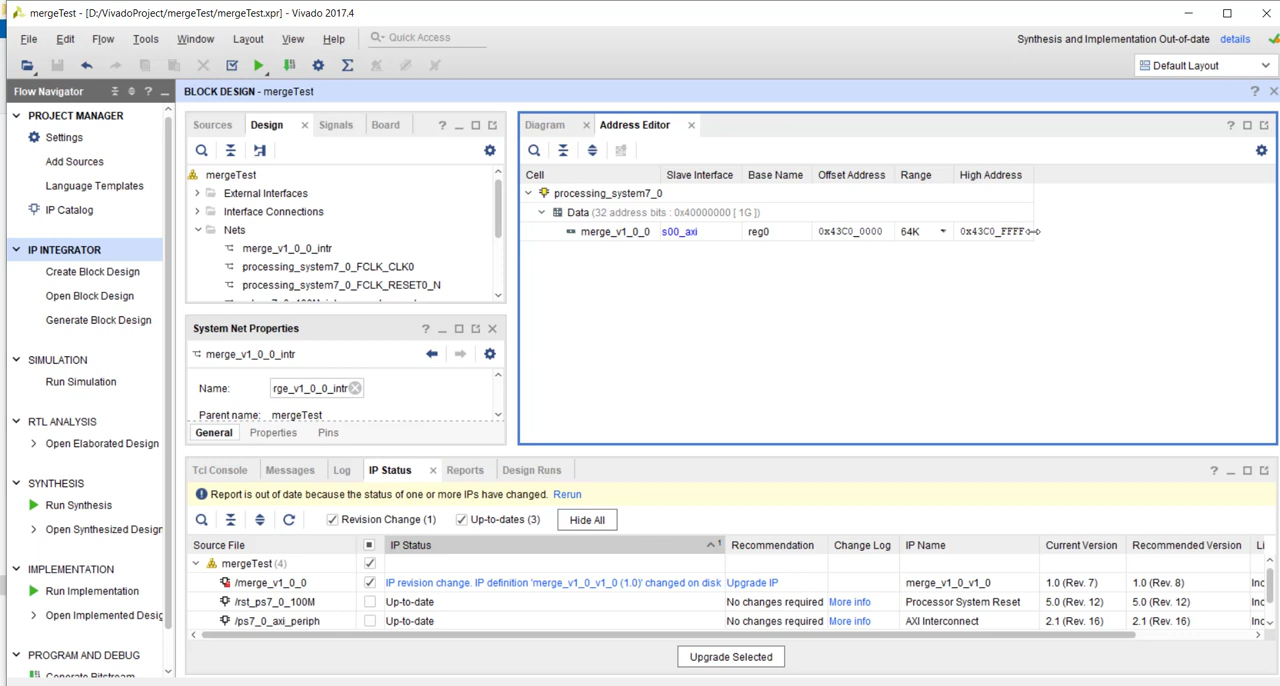 mergeTest - [D:/VivadoProject/mergeTest/mergeTest.xpr] - Vivado 2017.4
File Edit Flow Tools Window Layout View Help Quick Access
Synthesis and Implementation Out-of-date details
Default Layout
Flow Navigator
PROJECT MANAGER
Settings
Add Sources
Language Templates
IP Catalog
IP INTEGRATOR
Create Block Design
Open Block Design
Generate Block Design
SIMULATION
Run Simulation
RTL ANALYSIS
Open Elaborated Design
SYNTHESIS
Run Synthesis
Open Synthesized Design
IMPLEMENTATION
Run Implementation
Open Implemented Desig
PROGRAM AND DEBUG
Generate Bitstream
BLOCK DESIGN - mergeTest
Sources Design Signals Board
mergeTest
External Interfaces
Interface Connections
Nets
merge_v1_0_0_intr
processing_system7_0_FCLK_CLK0
processing_system7_0_FCLK_RESET0_N
System Net Properties
merge_v1_0_0_intr
Name: rge_v1_0_0_intr
Parent name: mergeTest
General Properties Pins
Diagram Address Editor
Cell Slave Interface Base Name Offset Address Range High Address
processing_system7_0
Data (32 address bits : 0x40000000 [ 1G ])
merge_v1_0_0 s00_axi reg0 0x43C0_0000 64K 0x43C0_FFFF
Tcl Console Messages Log IP Status Reports Design Runs
Report is out of date because the status of one or more IPs have changed. Rerun
Revision Change (1) Up-to-dates (3) Hide All
Source File IP Status 1 Recommendation Change Log IP Name Current Version Recommended Version Li
mergeTest (4)
/merge_v1_0_0 IP revision change. IP definition 'merge_v1_0_v1_0 (1.0)' changed on disk Upgrade IP merge_v1_0_v1_0 1.0 (Rev. 7) 1.0 (Rev. 8) Inc
/rst_ps7_0_100M Up-to-date No changes required More info Processor System Reset 5.0 (Rev. 12) 5.0 (Rev. 12) Inc
/ps7_0_axi_periph Up-to-date No changes required More info AXI Interconnect 2.1 (Rev. 16) 2.1 (Rev. 16) Inc
Upgrade Selected